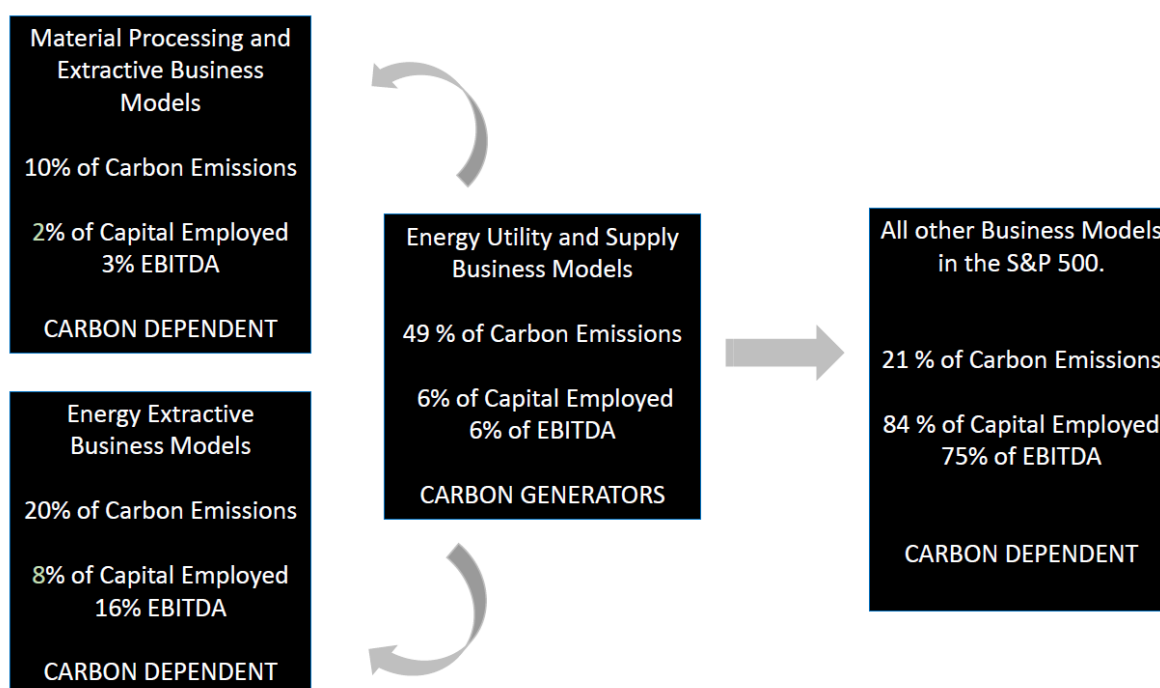 Material Processing and
Extractive Business
Models
10% of Carbon Emissions
2% of Capital Employed
3% EBITDA
CARBON DEPENDENT
Energy Extractive
Business Models
20% of Carbon Emissions
8% of Capital Employed
16% EBITDA
CARBON DEPENDENT
Energy Utility and Supply
Business Models
49 % of Carbon Emissions
6% of Capital Employed
6% of EBITDA
CARBON GENERATORS
All other Business Models
in the S&P 500.
21 % of Carbon Emissions
84 % of Capital Employed
75% of EBITDA
CARBON DEPENDENT